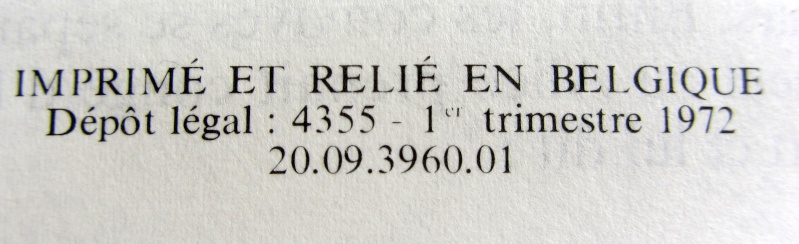 IMPRIMÉ ET RELIÉ EN BELGIQUE
Dépôt légal : 4355 - 1er trimestre 1972
20.09.3960.01